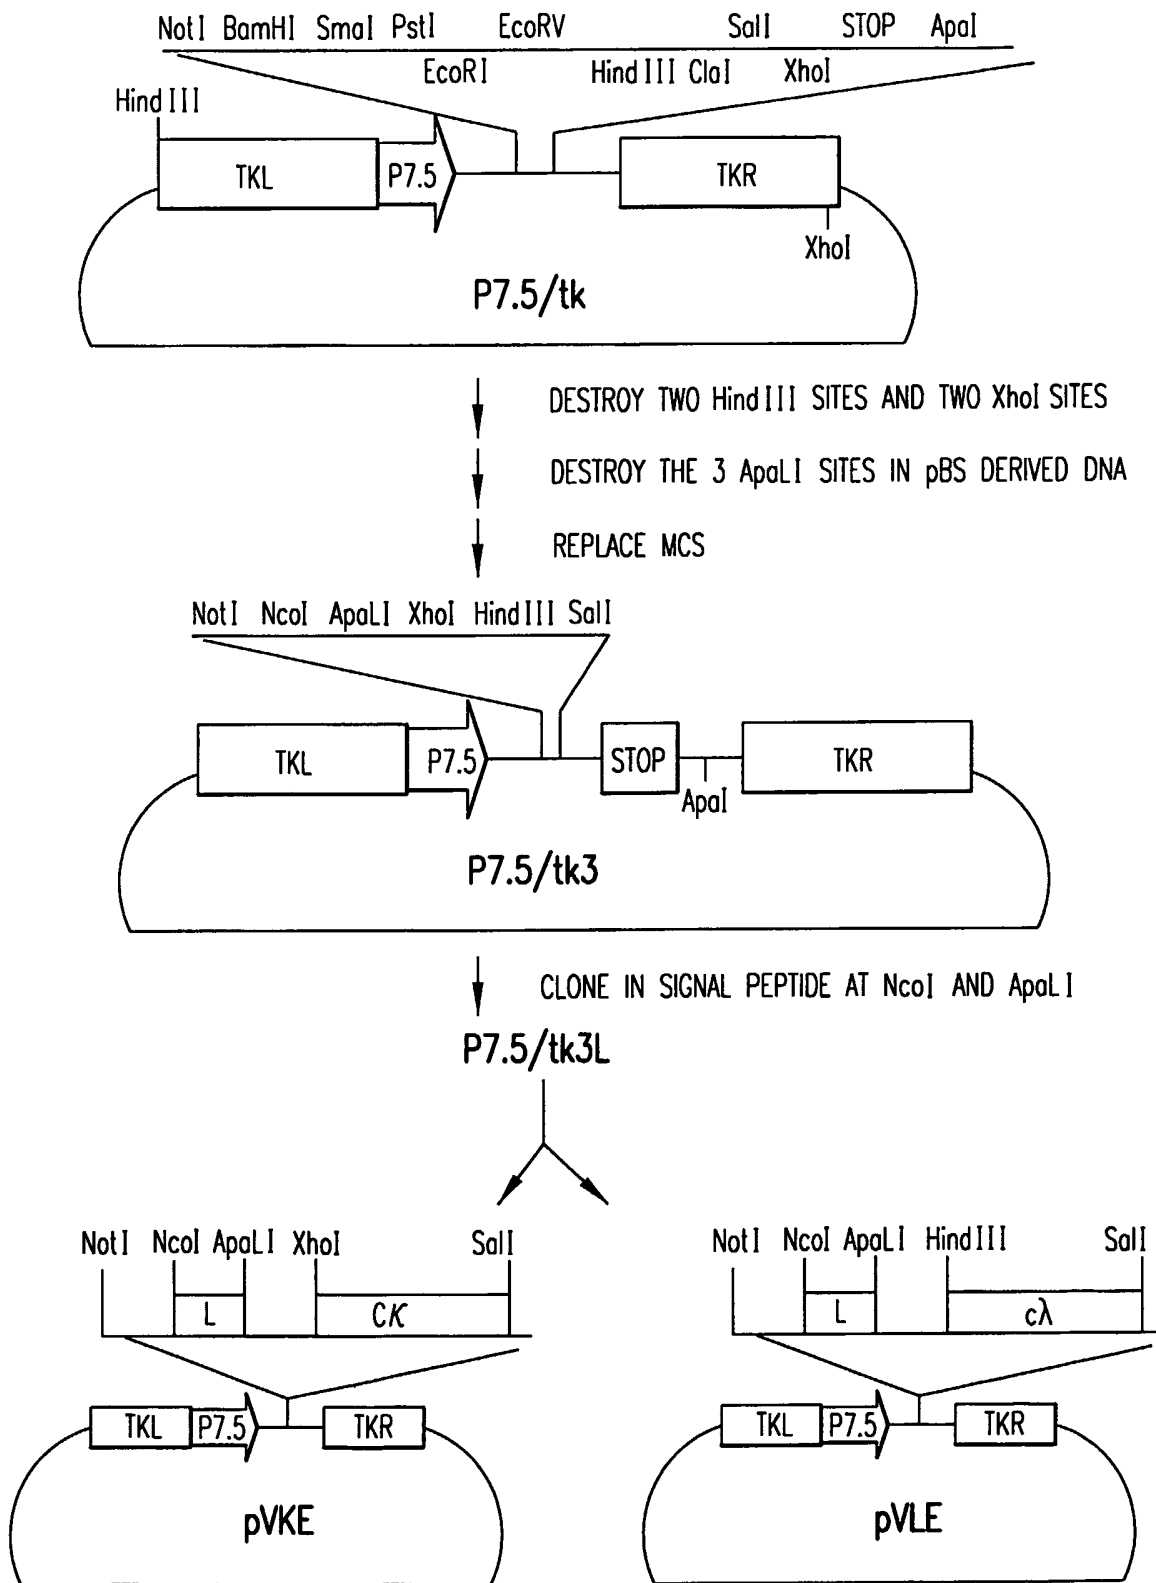 NotI BamHI SmaI PstI EcoRV SalI STOP ApaI
EcoRI HindIII ClaI XhoI
HindIII
TKL P7.5 TKR
XhoI
P7.5/tk
DESTROY TWO HindIII SITES AND TWO XhoI SITES
DESTROY THE 3 ApaLI SITES IN pBS DERIVED DNA
REPLACE MCS
NotI NcoI ApaLI XhoI HindIII SalI
TKL P7.5 STOP TKR
ApaI
P7.5/tk3
CLONE IN SIGNAL PEPTIDE AT NcoI AND ApaLI
P7.5/tk3L
NotI NcoI ApaLI XhoI SalI
L CK
TKL P7.5 TKR
pVKE
NotI NcoI ApaLI HindIII SalI
L cλ
TKL P7.5 TKR
pVLE